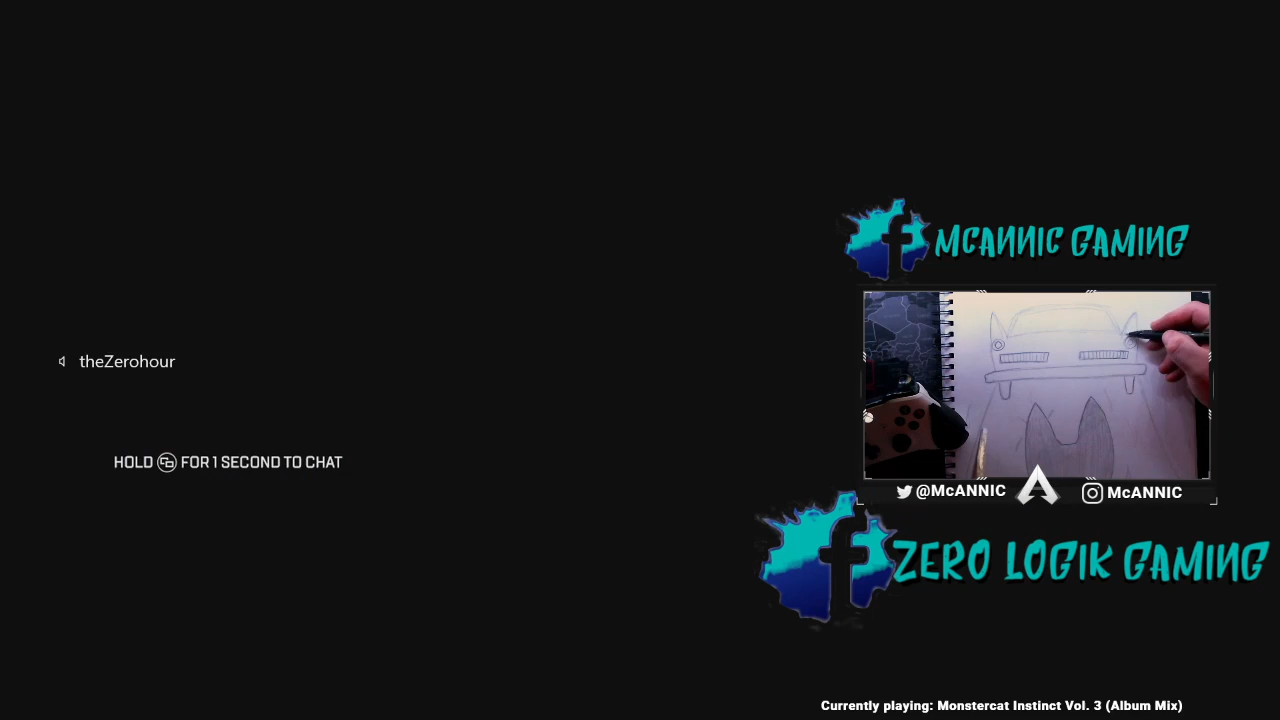 MCANNIC GAMING
theZerohour
HOLD FOR 1 SECOND TO CHAT
@McANNIC
McANNIC
ZERO LOGIK GAMING
Currently playing: Monstercat Instinct Vol. 3 (Album Mix)